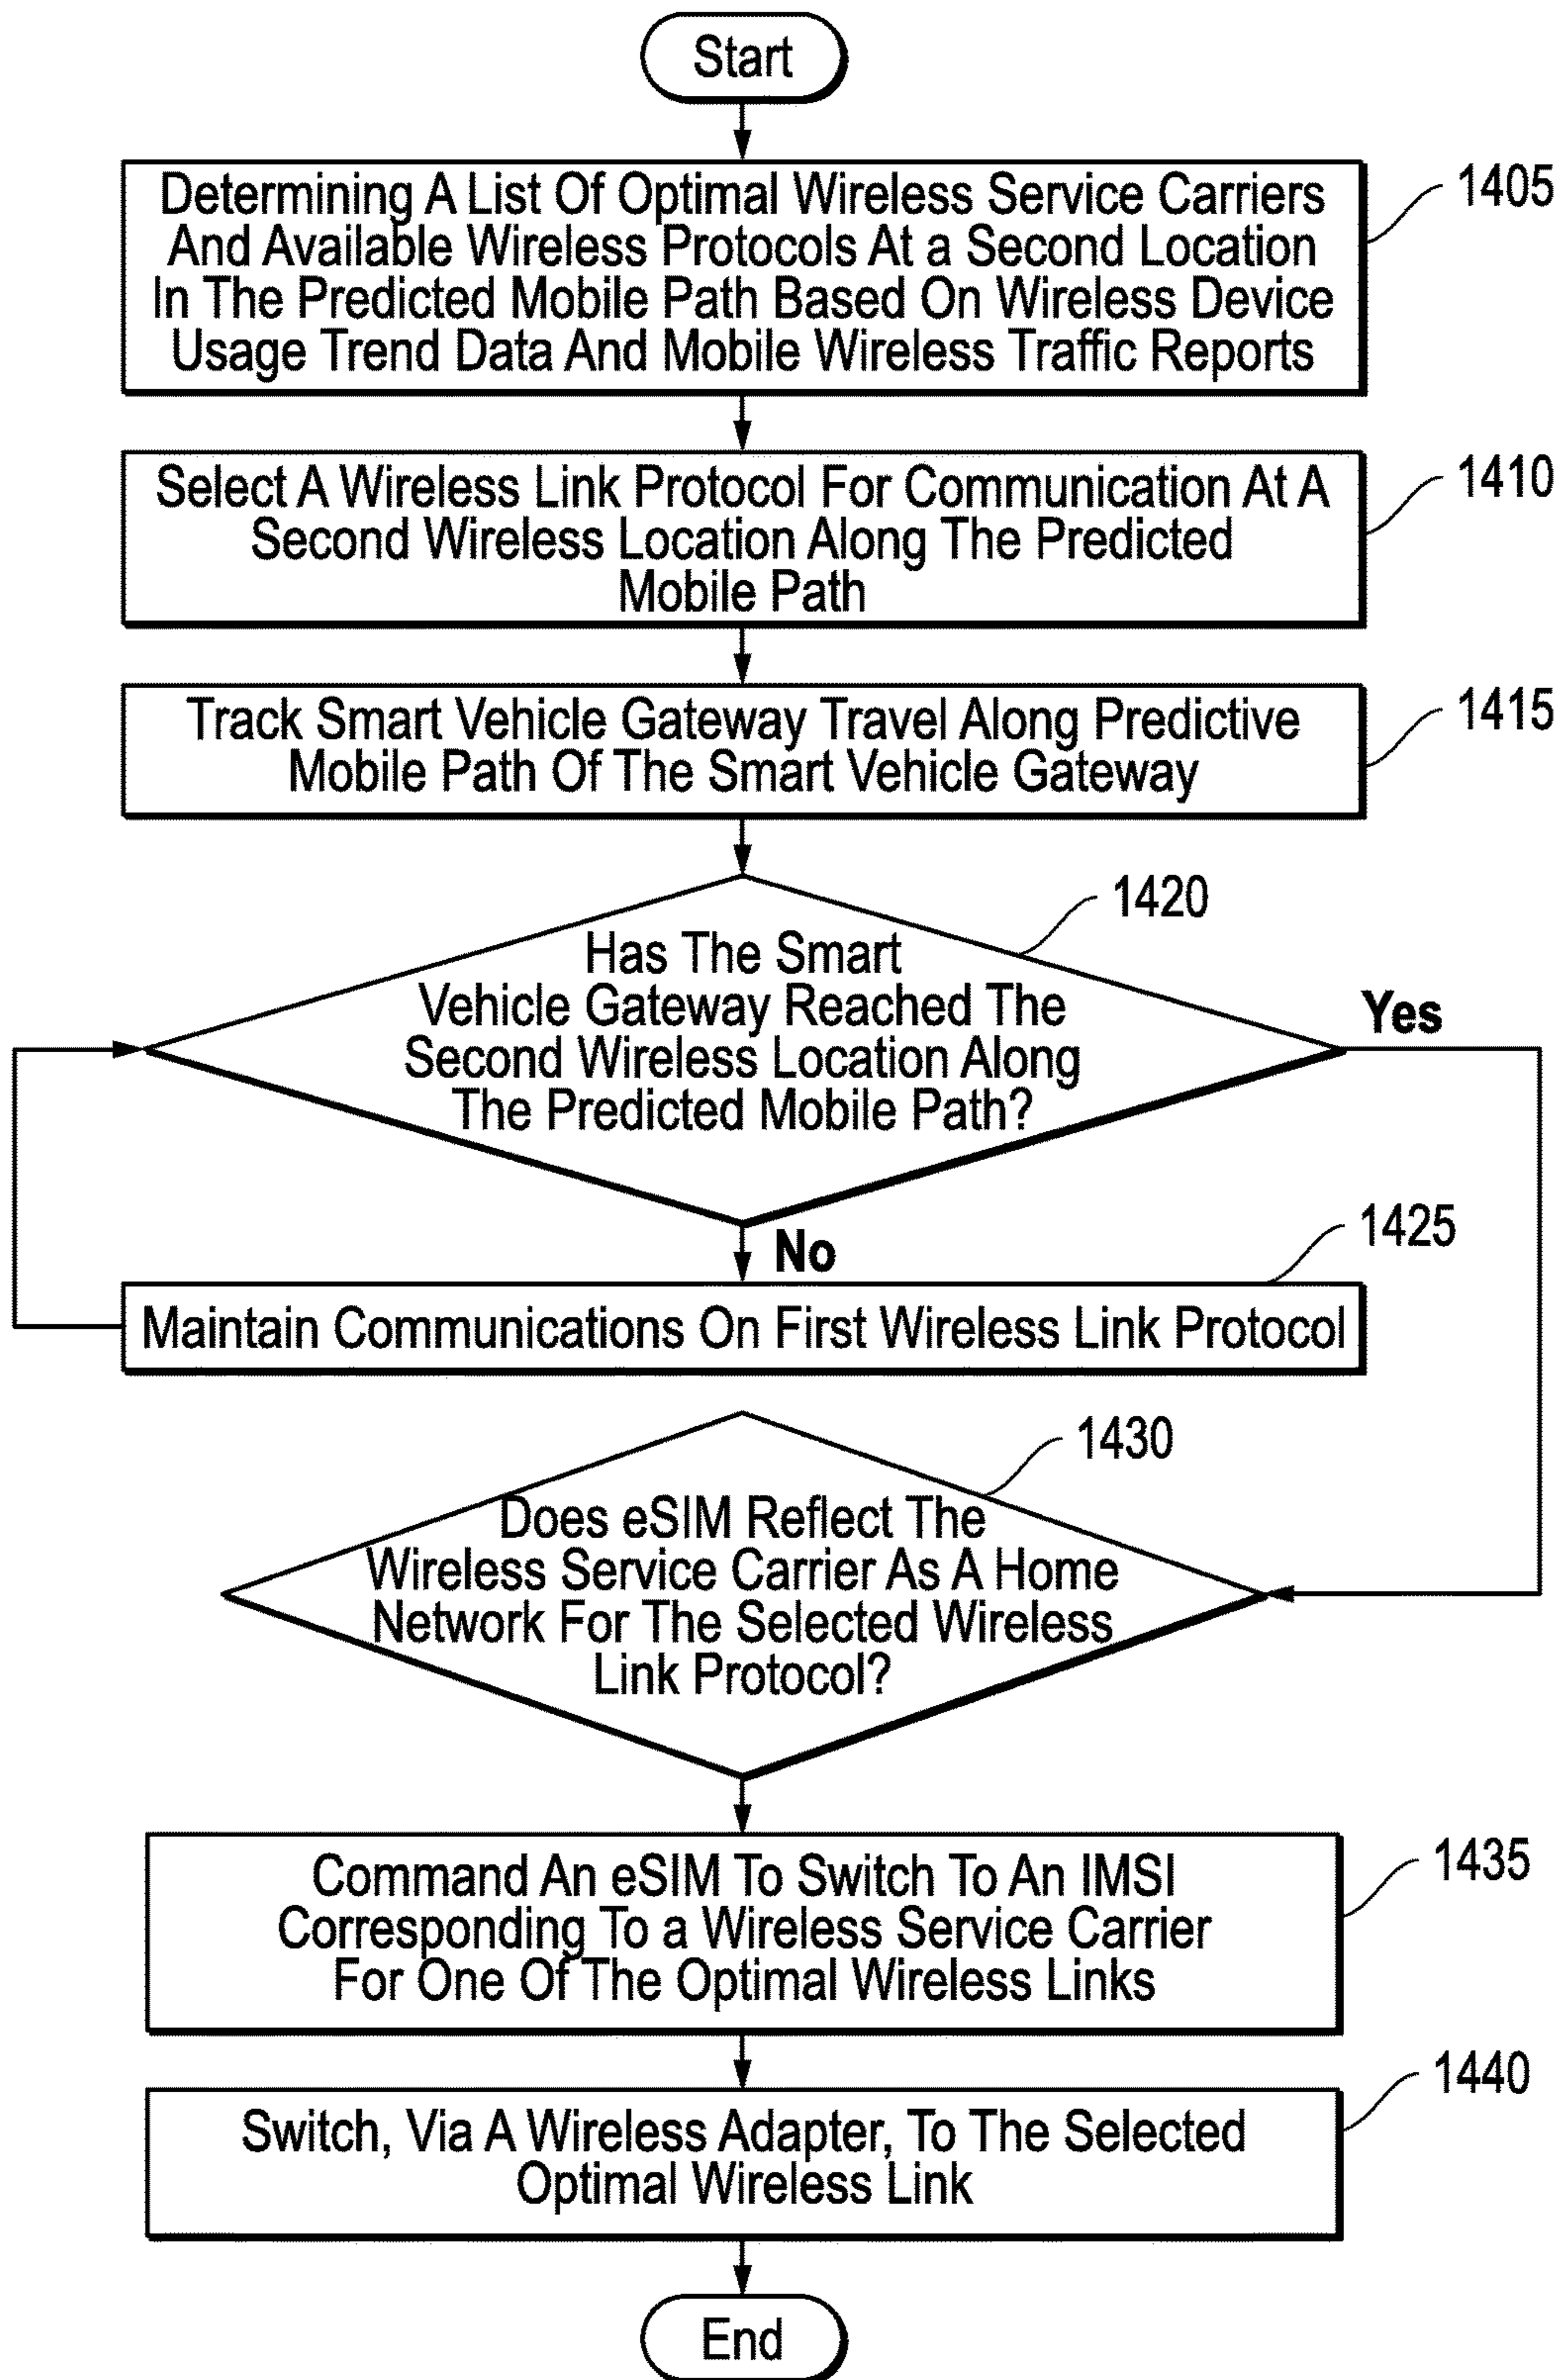 Start
Determining A List Of Optimal Wireless Service Carriers
And Available Wireless Protocols At a Second Location
In The Predicted Mobile Path Based On Wireless Device
Usage Trend Data And Mobile Wireless Traffic Reports
1405
Select A Wireless Link Protocol For Communication At A
Second Wireless Location Along The Predicted
Mobile Path
1410
Track Smart Vehicle Gateway Travel Along Predictive
Mobile Path Of The Smart Vehicle Gateway
1415
1420
Has The Smart
Vehicle Gateway Reached The
Second Wireless Location Along
The Predicted Mobile Path?
Yes
No
1425
Maintain Communications On First Wireless Link Protocol
1430
Does eSIM Reflect The
Wireless Service Carrier As A Home
Network For The Selected Wireless
Link Protocol?
Command An eSIM To Switch To An IMSI
Corresponding To a Wireless Service Carrier
For One Of The Optimal Wireless Links
1435
Switch, Via A Wireless Adapter, To The Selected
Optimal Wireless Link
1440
End